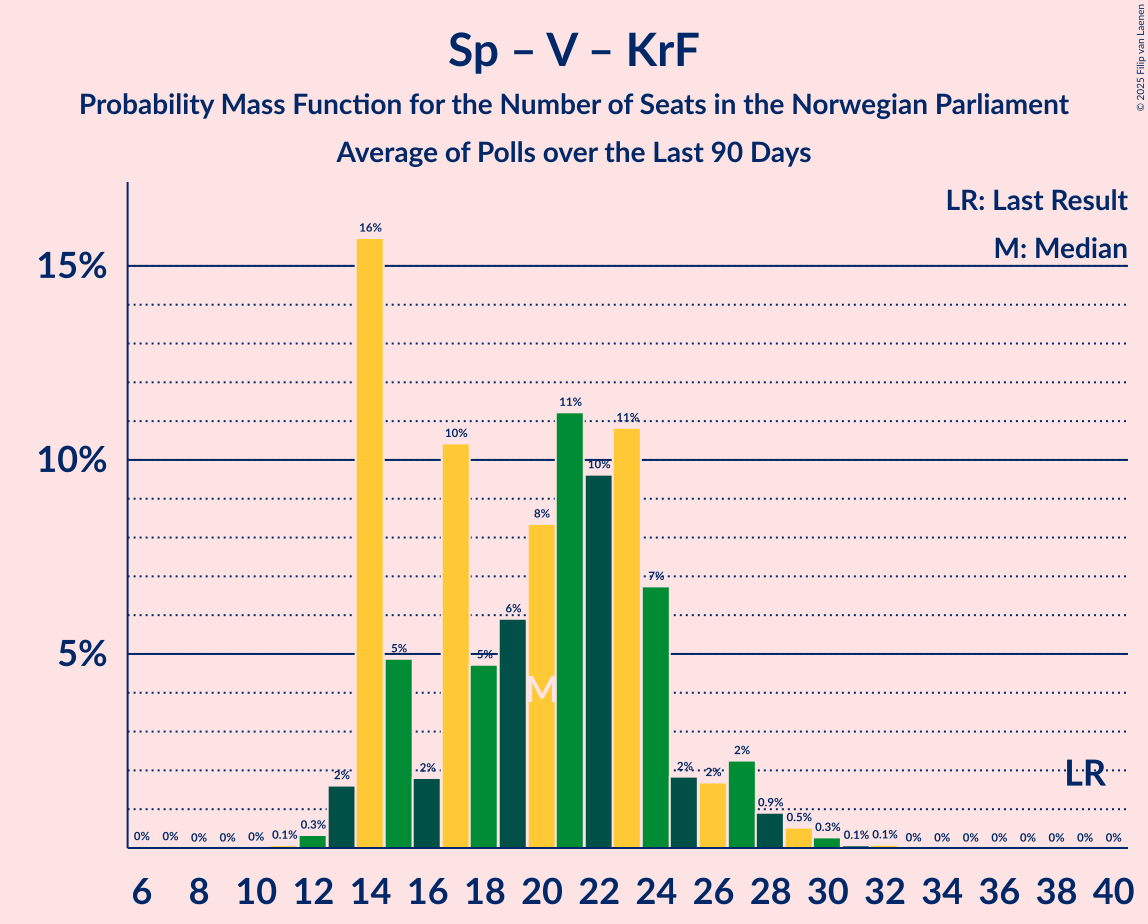 Sp – V – KrF
Probability Mass Function for the Number of Seats in the Norwegian Parliament
Average of Polls over the Last 90 Days
© 2025 Filip van Laenen
LR: Last Result
M: Median
15%
10%
5%
0% 0% 0% 0% 0% 0.1% 0.3% 2% 16% 5% 2% 10% 5% 6% 8% 11% 10% 11% 7% 2% 2% 2% 0.9% 0.5% 0.3% 0.1% 0.1% 0% 0% 0% 0% 0% 0% 0% 0%
M
LR
6 8 10 12 14 16 18 20 22 24 26 28 30 32 34 36 38 40